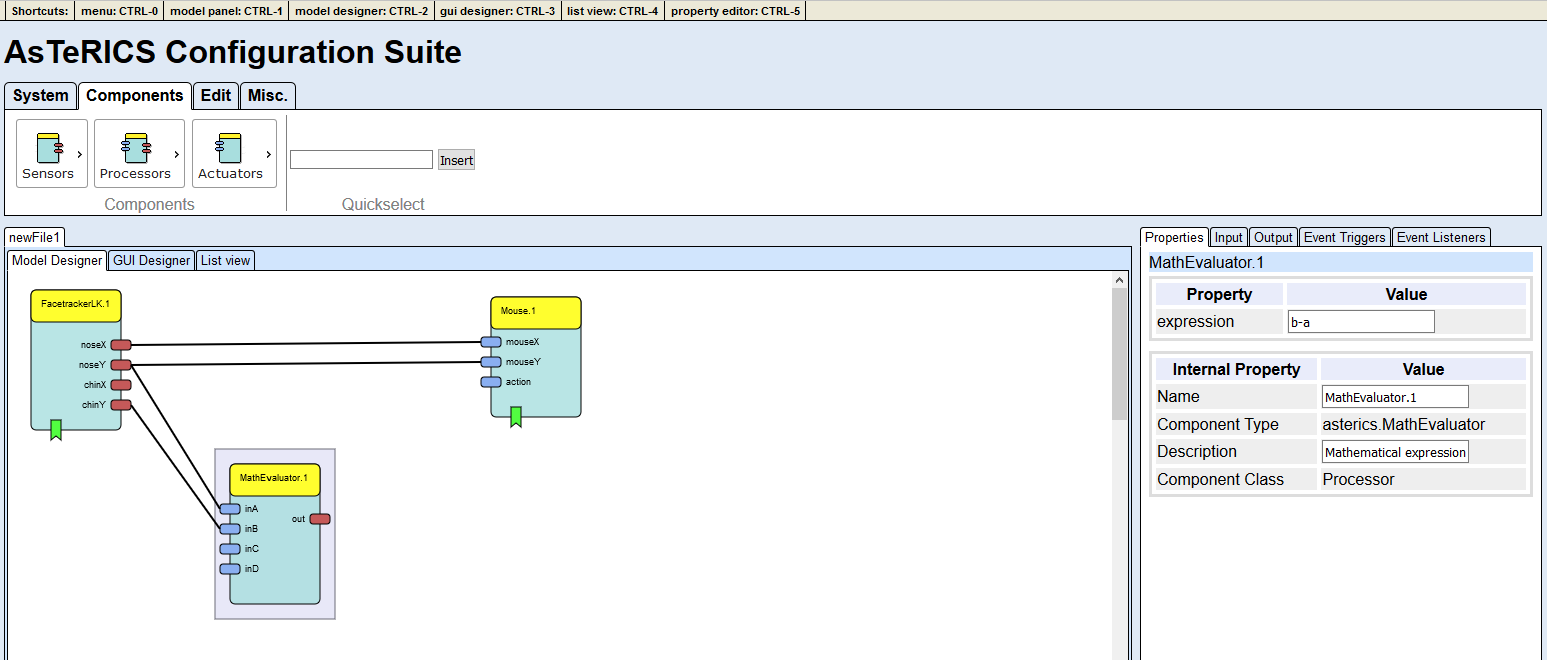 Shortcuts: menu: CTRL-0 model panel: CTRL-1 model designer: CTRL-2 gui designer: CTRL-3 list view: CTRL-4 property editor: CTRL-5
AsTeRICS Configuration Suite
System Components Edit Misc.
Sensors Processors Actuators
Insert
Components Quickselect
newFile1
Model Designer GUI Designer List view
FacetrackerLK.1
noseX
noseY
chinX
chinY
Mouse.1
mouseX
mouseY
action
MathEvaluator.1
inA
out
inB
inC
inD
Properties Input Output Event Triggers Event Listeners
MathEvaluator.1
Property Value
expression b-a
Internal Property Value
Name MathEvaluator.1
Component Type asterics.MathEvaluator
Description Mathematical expression
Component Class Processor